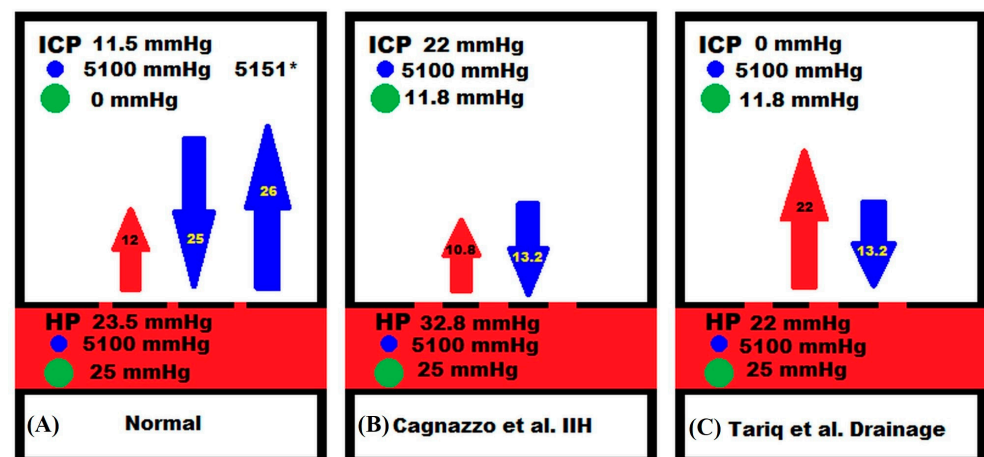 ICP 11.5 mmHg
5100 mmHg 5151*
0 mmHg
12
25
26
HP 23.5 mmHg
5100 mmHg
25 mmHg
(A) Normal
ICP 22 mmHg
5100 mmHg
11.8 mmHg
10.8
13.2
HP 32.8 mmHg
5100 mmHg
25 mmHg
(B) Cagnazzo et al. IIH
ICP 0 mmHg
5100 mmHg
11.8 mmHg
22
13.2
HP 22 mmHg
5100 mmHg
25 mmHg
(C) Tariq et al. Drainage